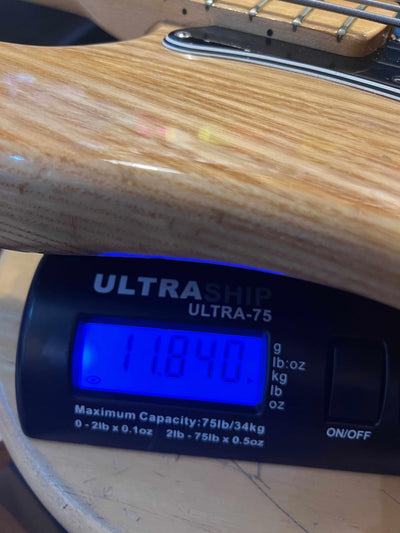 ULTRASHIP
ULTRA-75
11.840
g
lb:oz
kg
lb
oz
Maximum Capacity:75lb/34kg
0 - 2lb x 0.1oz 2lb - 75lb x 0.5oz
ON/OFF